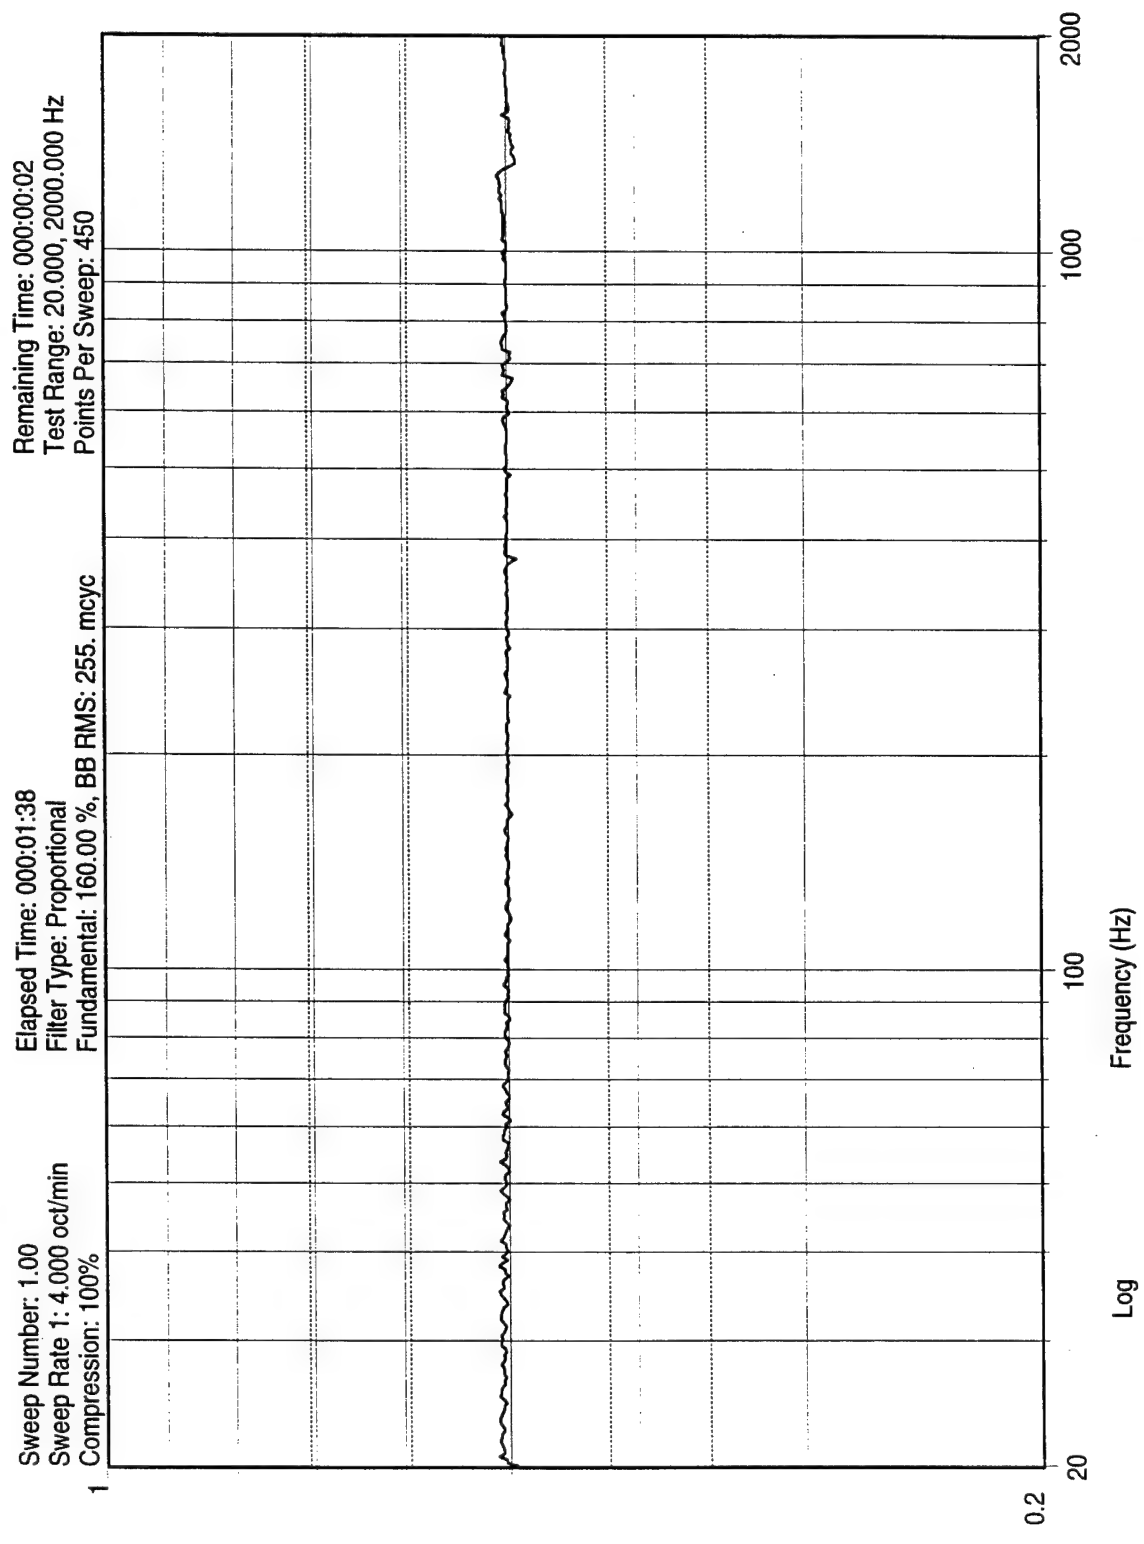 Sweep Number: 1.00
Sweep Rate 1: 4.000 oct/min
Compression: 100%
Elapsed Time: 000:01:38
Filter Type: Proportional
Fundamental: 160.00 %, BB RMS: 255. mcyc
Remaining Time: 000:00:02
Test Range: 20.000, 2000.000 Hz
Points Per Sweep: 450
1
0.2
20
100
1000
2000
Log
Frequency (Hz)